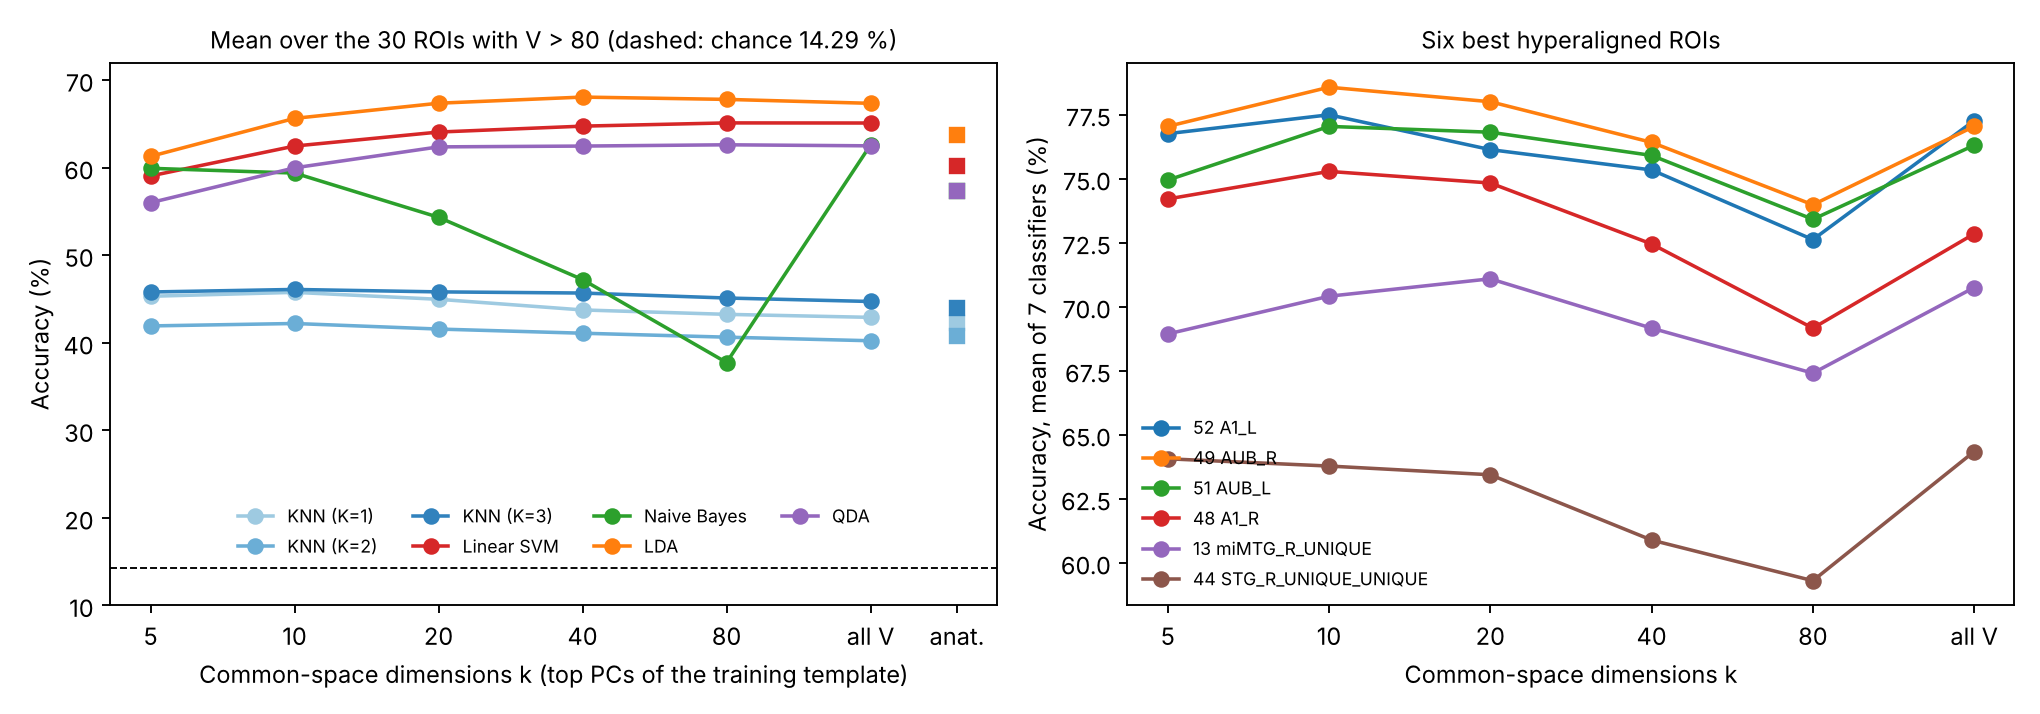 Mean over the 30 ROIs with V > 80 (dashed: chance 14.29 %)
Accuracy (%)
70
60
50
40
30
20
10
KNN (K=1)
KNN (K=2)
KNN (K=3)
Linear SVM
Naive Bayes
LDA
QDA
5 10 20 40 80 all V anat.
Common-space dimensions k (top PCs of the training template)
Six best hyperaligned ROIs
Accuracy, mean of 7 classifiers (%)
77.5
75.0
72.5
70.0
67.5
65.0
62.5
60.0
52 A1_L
49 AUB_R
51 AUB_L
48 A1_R
13 miMTG_R_UNIQUE
44 STG_R_UNIQUE_UNIQUE
5 10 20 40 80 all V
Common-space dimensions k